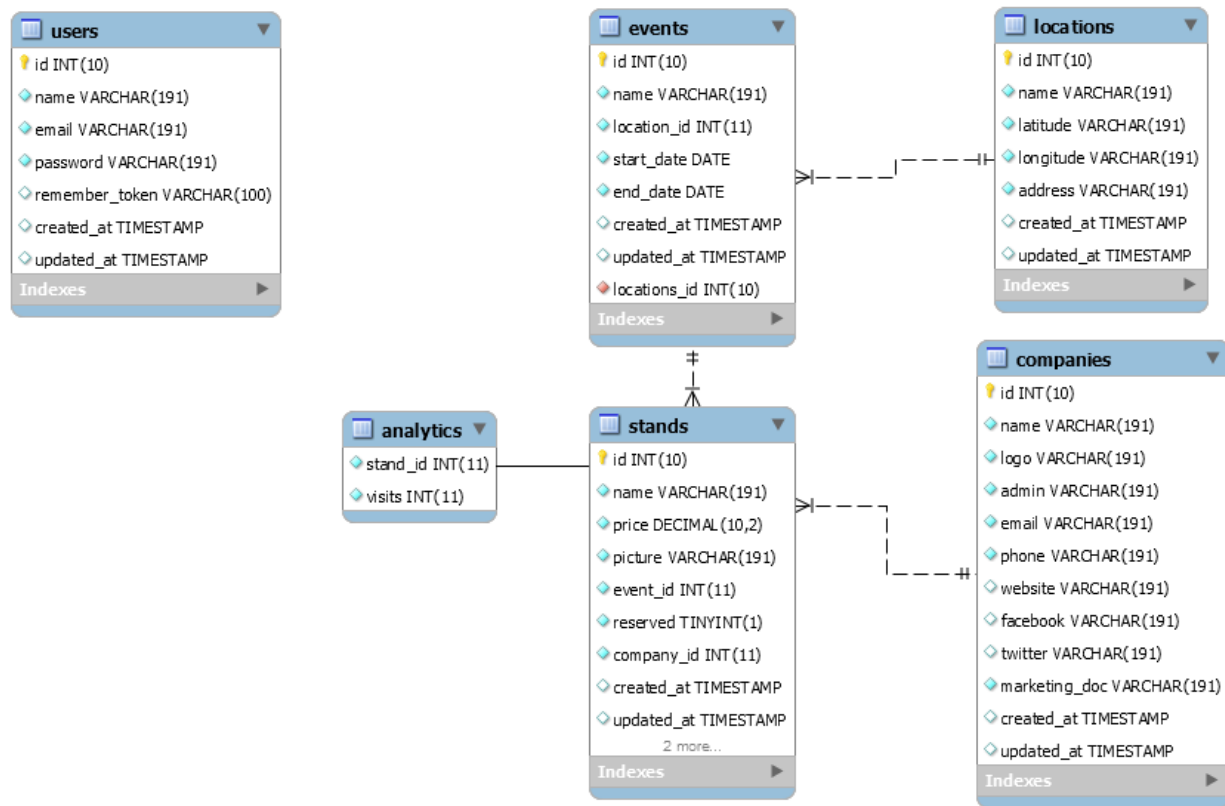 users
id INT(10)
name VARCHAR(191)
email VARCHAR(191)
password VARCHAR(191)
remember_token VARCHAR(100)
created_at TIMESTAMP
updated_at TIMESTAMP
Indexes
events
id INT(10)
name VARCHAR(191)
location_id INT(11)
start_date DATE
end_date DATE
created_at TIMESTAMP
updated_at TIMESTAMP
locations_id INT(10)
Indexes
locations
id INT(10)
name VARCHAR(191)
latitude VARCHAR(191)
longitude VARCHAR(191)
address VARCHAR(191)
created_at TIMESTAMP
updated_at TIMESTAMP
Indexes
analytics
stand_id INT(11)
visits INT(11)
stands
id INT(10)
name VARCHAR(191)
price DECIMAL(10,2)
picture VARCHAR(191)
event_id INT(11)
reserved TINYINT(1)
company_id INT(11)
created_at TIMESTAMP
updated_at TIMESTAMP
2 more...
Indexes
companies
id INT(10)
name VARCHAR(191)
logo VARCHAR(191)
admin VARCHAR(191)
email VARCHAR(191)
phone VARCHAR(191)
website VARCHAR(191)
facebook VARCHAR(191)
twitter VARCHAR(191)
marketing_doc VARCHAR(191)
created_at TIMESTAMP
updated_at TIMESTAMP
Indexes